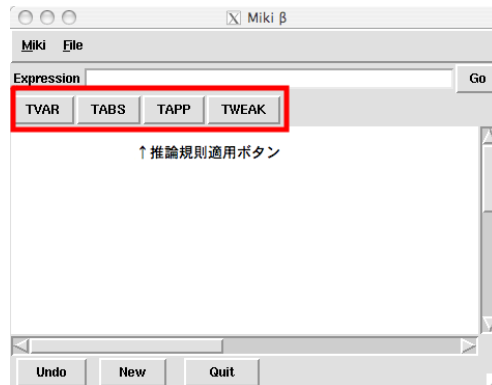 Miki β
Miki File
Expression Go
TVAR TABS TAPP TWEAK
↑推論規則適用ボタン
Undo New Quit